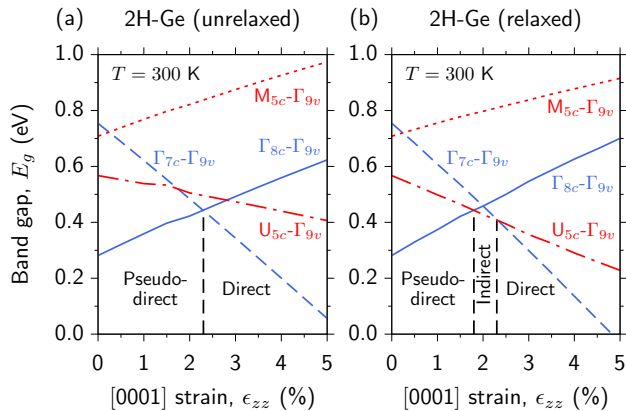 (a) 2H-Ge (unrelaxed)
T = 300 K
M5c-Γ9v
Γ7c-Γ9v
Γ8c-Γ9v
U5c-Γ9v
Pseudo-
direct
Direct
Band gap, Eg (eV)
1.0
0.8
0.6
0.4
0.2
0.0
0 1 2 3 4 5
[0001] strain, ϵzz (%)
(b) 2H-Ge (relaxed)
T = 300 K
M5c-Γ9v
Γ7c-Γ9v
Γ8c-Γ9v
U5c-Γ9v
Pseudo-
direct
Indirect
Direct
0 1 2 3 4 5
[0001] strain, ϵzz (%)